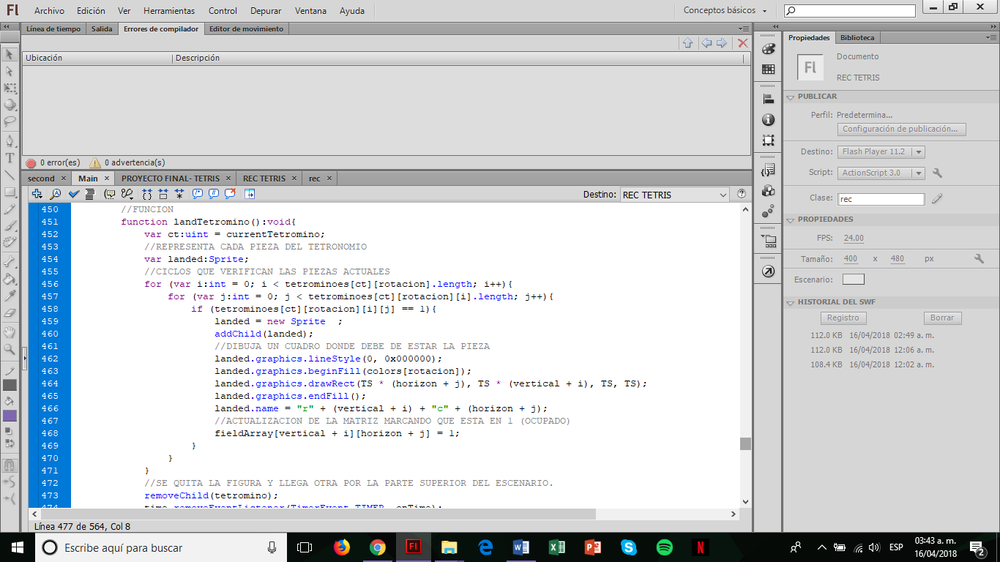 Fl Archivo Edición Ver Herramientas Control Depurar Ventana Ayuda Conceptos básicos
Línea de tiempo Salida Errores de compilador Editor de movimiento
Ubicación Descripción
0 error(es) 0 advertencia(s)
second Main PROYECTO FINAL- TETRIS REC TETRIS rec
Destino: REC TETRIS
450 //FUNCION
451 function landTetromino():void{
452 var ct:uint = currentTetromino;
453 //REPRESENTA CADA PIEZA DEL TETRONOMIO
454 var landed:Sprite;
455 //CICLOS QUE VERIFICAN LAS PIEZAS ACTUALES
456 for (var i:int = 0; i < tetrominoes[ct][rotacion].length; i++){
457 for (var j:int = 0; j < tetrominoes[ct][rotacion][i].length; j++){
458 if (tetrominoes[ct][rotacion][i][j] == 1){
459 landed = new Sprite  ;
460 addChild(landed);
461 //DIBUJA UN CUADRO DONDE DEBE DE ESTAR LA PIEZA
462 landed.graphics.lineStyle(0, 0x000000);
463 landed.graphics.beginFill(colors[rotacion]);
464 landed.graphics.drawRect(TS * (horizon + j), TS * (vertical + i), TS, TS);
465 landed.graphics.endFill();
466 landed.name = "r" + (vertical + i) + "c" + (horizon + j);
467 //ACTUALIZACION DE LA MATRIZ MARCANDO QUE ESTA EN 1 (OCUPADO)
468 fieldArray[vertical + i][horizon + j] = 1;
469 }
470 }
471 }
472 //SE QUITA LA FIGURA Y LLEGA OTRA POR LA PARTE SUPERIOR DEL ESCENARIO.
473 removeChild(tetromino);
474 time.removeEventListener(TimerEvent.TIMER, onTime);
Línea 477 de 564, Col 8
Propiedades Biblioteca
Fl
Documento
REC TETRIS
PUBLICAR
Perfil: Predetermina...
Configuración de publicación...
Destino: Flash Player 11.2
Script: ActionScript 3.0
Clase: rec
PROPIEDADES
FPS: 24.00
Tamaño: 400 x 480 px
Escenario:
HISTORIAL DEL SWF
Registro Borrar
112.0 KB 16/04/2018 02:49 a. m.
112.0 KB 16/04/2018 12:06 a. m.
108.4 KB 16/04/2018 12:02 a. m.
Escribe aquí para buscar
Fl
ESP
03:43 a. m.
16/04/2018
2